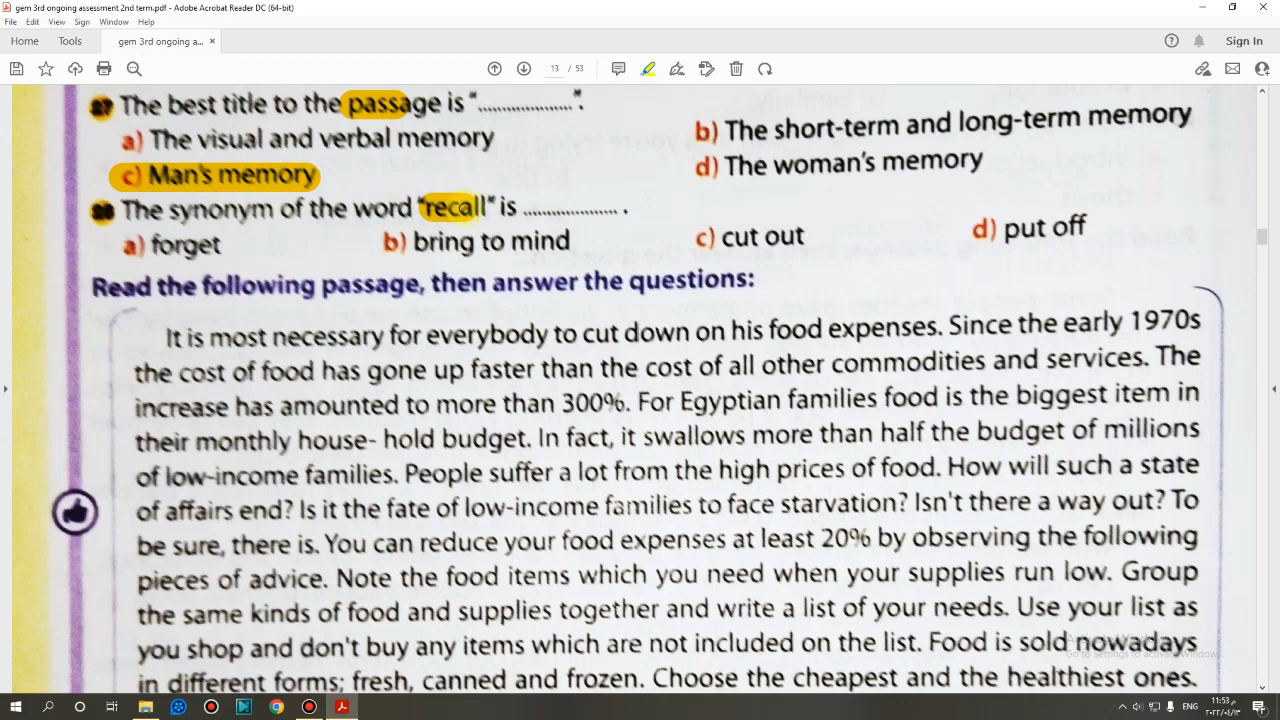 gem 3rd ongoing assessment 2nd term.pdf - Adobe Acrobat Reader DC (64-bit)
File Edit View Sign Window Help
Home Tools gem 3rd ongoing a... × Sign In
13 / 53
27 The best title to the passage is “...................”.
a) The visual and verbal memory
b) The short-term and long-term memory
c) Man's memory
d) The woman's memory
28 The synonym of the word “recall” is ................... .
a) forget b) bring to mind c) cut out d) put off
Read the following passage, then answer the questions:
It is most necessary for everybody to cut down on his food expenses. Since the early 1970s
the cost of food has gone up faster than the cost of all other commodities and services. The
increase has amounted to more than 300%. For Egyptian families food is the biggest item in
their monthly house- hold budget. In fact, it swallows more than half the budget of millions
of low-income families. People suffer a lot from the high prices of food. How will such a state
of affairs end? Is it the fate of low-income families to face starvation? Isn't there a way out? To
be sure, there is. You can reduce your food expenses at least 20% by observing the following
pieces of advice. Note the food items which you need when your supplies run low. Group
the same kinds of food and supplies together and write a list of your needs. Use your list as
you shop and don't buy any items which are not included on the list. Food is sold nowadays
in different forms; fresh, canned and frozen. Choose the cheapest and the healthiest ones.
Activate Windows
Go to Settings to activate Windows.
ENG
11:53 م